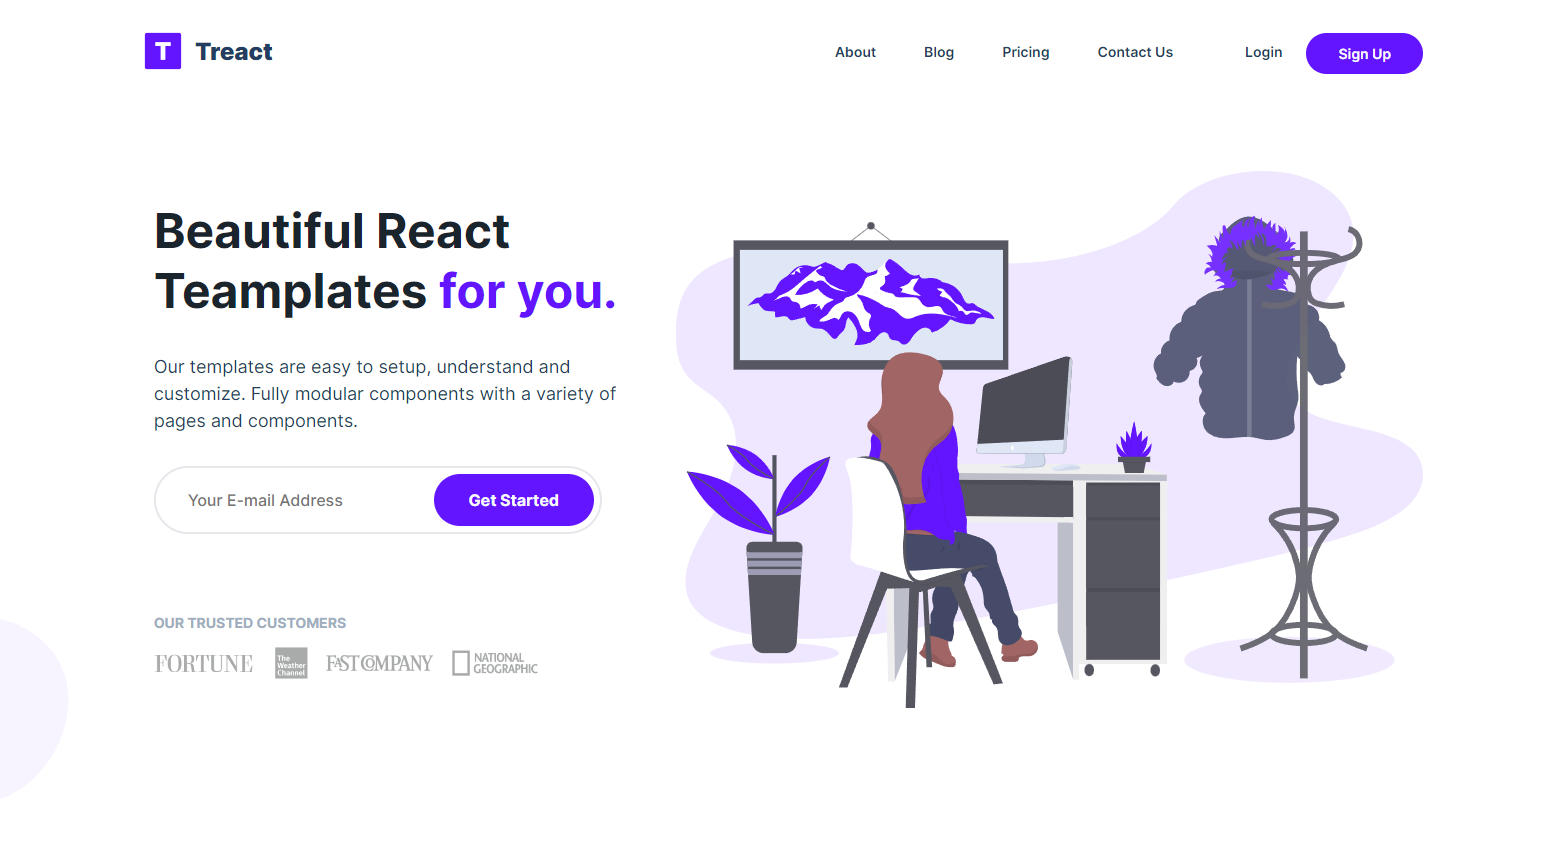 T Treact
About Blog Pricing Contact Us Login Sign Up
Beautiful React
Teamplates for you.
Our templates are easy to setup, understand and
customize. Fully modular components with a variety of
pages and components.
Your E-mail Address Get Started
OUR TRUSTED CUSTOMERS
FORTUNE
The
Weather
Channel
FAST COMPANY
NATIONAL
GEOGRAPHIC